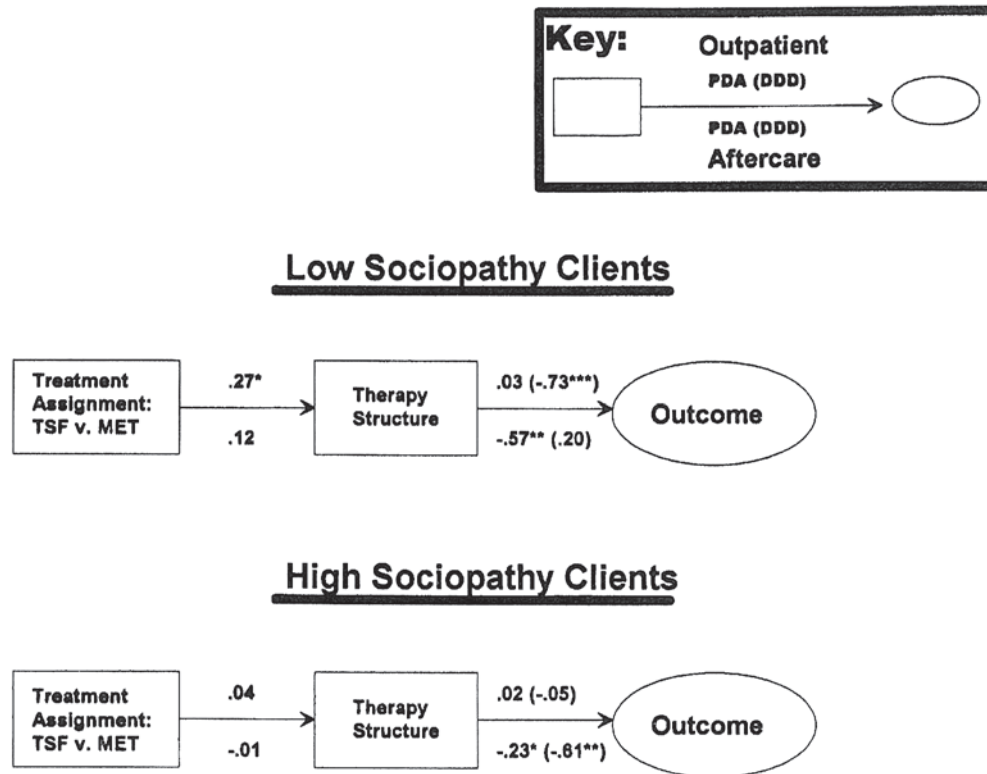 Key:
Outpatient
PDA (DDD)
PDA (DDD)
Aftercare
Low Sociopathy Clients
Treatment
Assignment:
TSF v. MET
.27*
.12
Therapy
Structure
.03 (-.73***)
-.57** (.20)
Outcome
High Sociopathy Clients
Treatment
Assignment:
TSF v. MET
.04
-.01
Therapy
Structure
.02 (-.05)
-.23* (-.61**)
Outcome